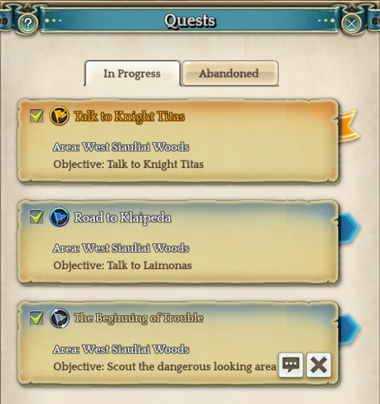 Quests
In Progress
Abandoned
Talk to Knight Titas
Area: West Siauliai Woods
Objective: Talk to Knight Titas
Road to Klaipeda
Area: West Siauliai Woods
Objective: Talk to Laimonas
The Beginning of Trouble
Area: West Siauliai Woods
Objective: Scout the dangerous looking area